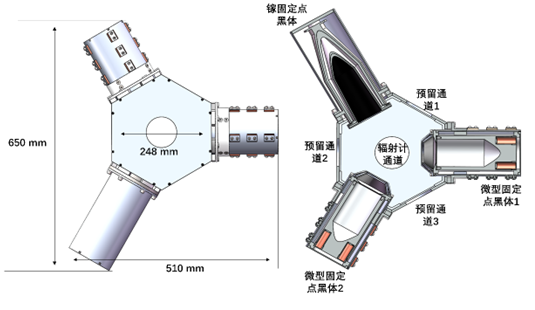 镓固定点
黑体
预留通
道1
650 mm
248 mm
预留通
道2
辐射计
通道
微型固定
点黑体1
预留通
道3
510 mm
微型固定
点黑体2